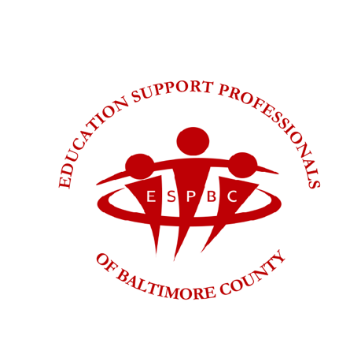 EDUCATION SUPPORT PROFESSIONALS
ESPBC
OF BALTIMORE COUNTY